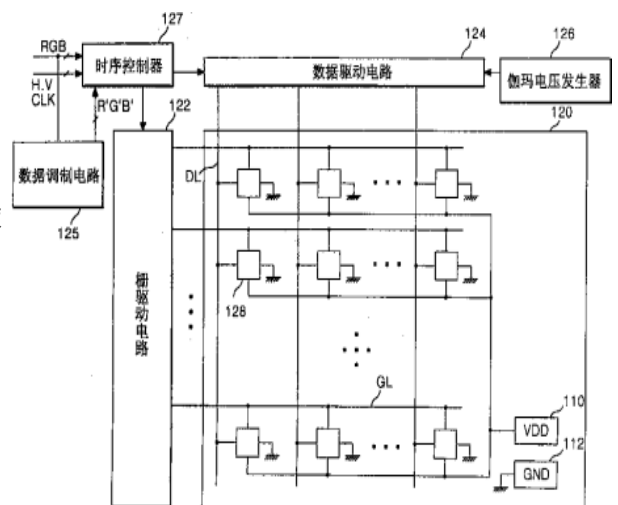 127
RGB
时序控制器
H.V
CLK
124
数据驱动电路
126
伽玛电压发生器
R'G'B'
122
120
数据调制电路
125
DL
栅驱动电路
128
GL
110
VDD
112
GND